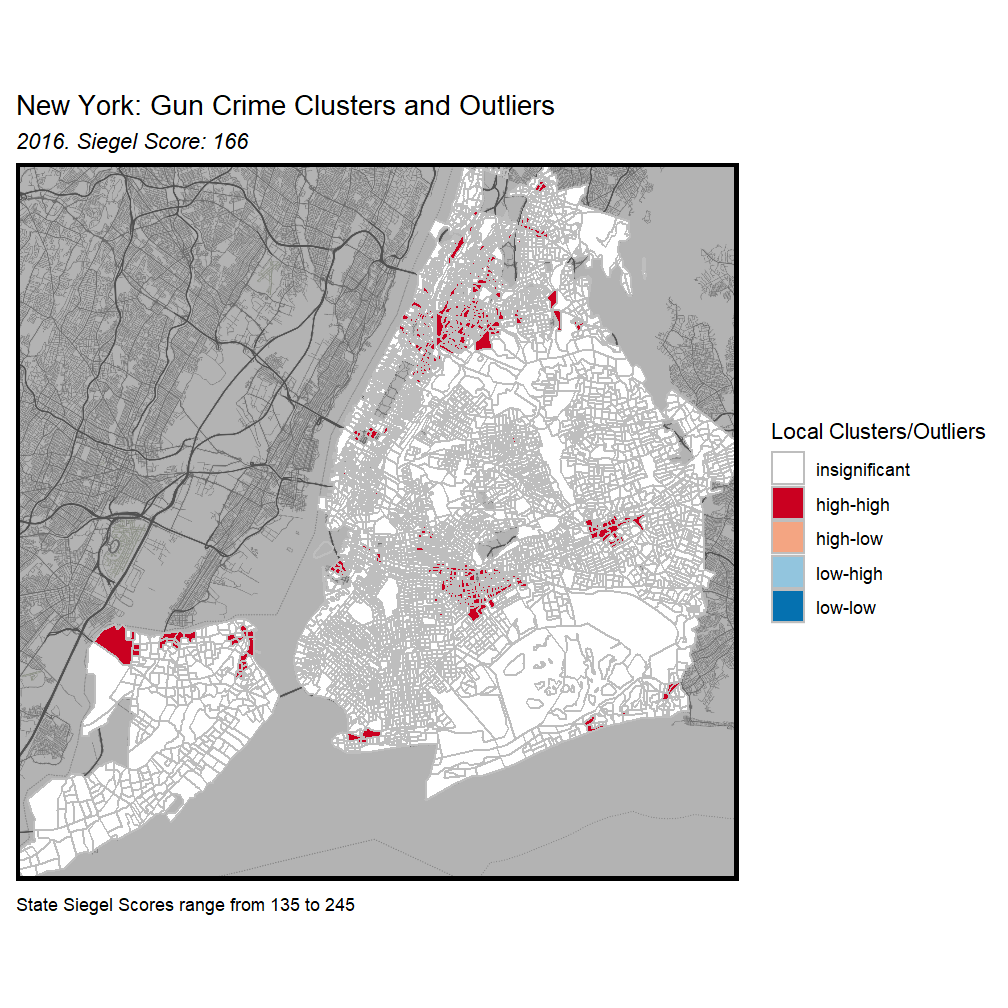 New York: Gun Crime Clusters and Outliers
2016. Siegel Score: 166
Local Clusters/Outliers
insignificant
high-high
high-low
low-high
low-low
State Siegel Scores range from 135 to 245